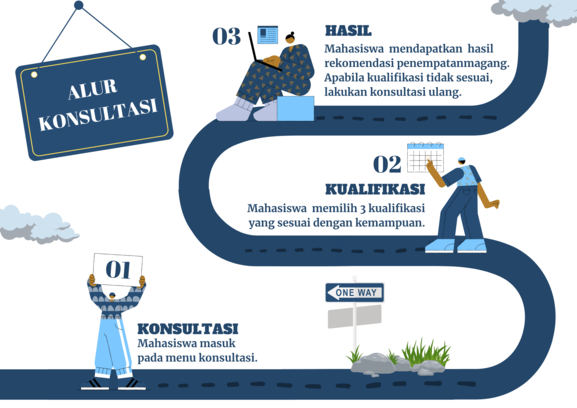 ALUR
KONSULTASI
03
HASIL
Mahasiswa mendapatkan hasil
rekomendasi penempatanmagang.
Apabila kualifikasi tidak sesuai,
lakukan konsultasi ulang.
02
KUALIFIKASI
Mahasiswa memilih 3 kualifikasi
yang sesuai dengan kemampuan.
01
KONSULTASI
Mahasiswa masuk
pada menu konsultasi.
ONE WAY